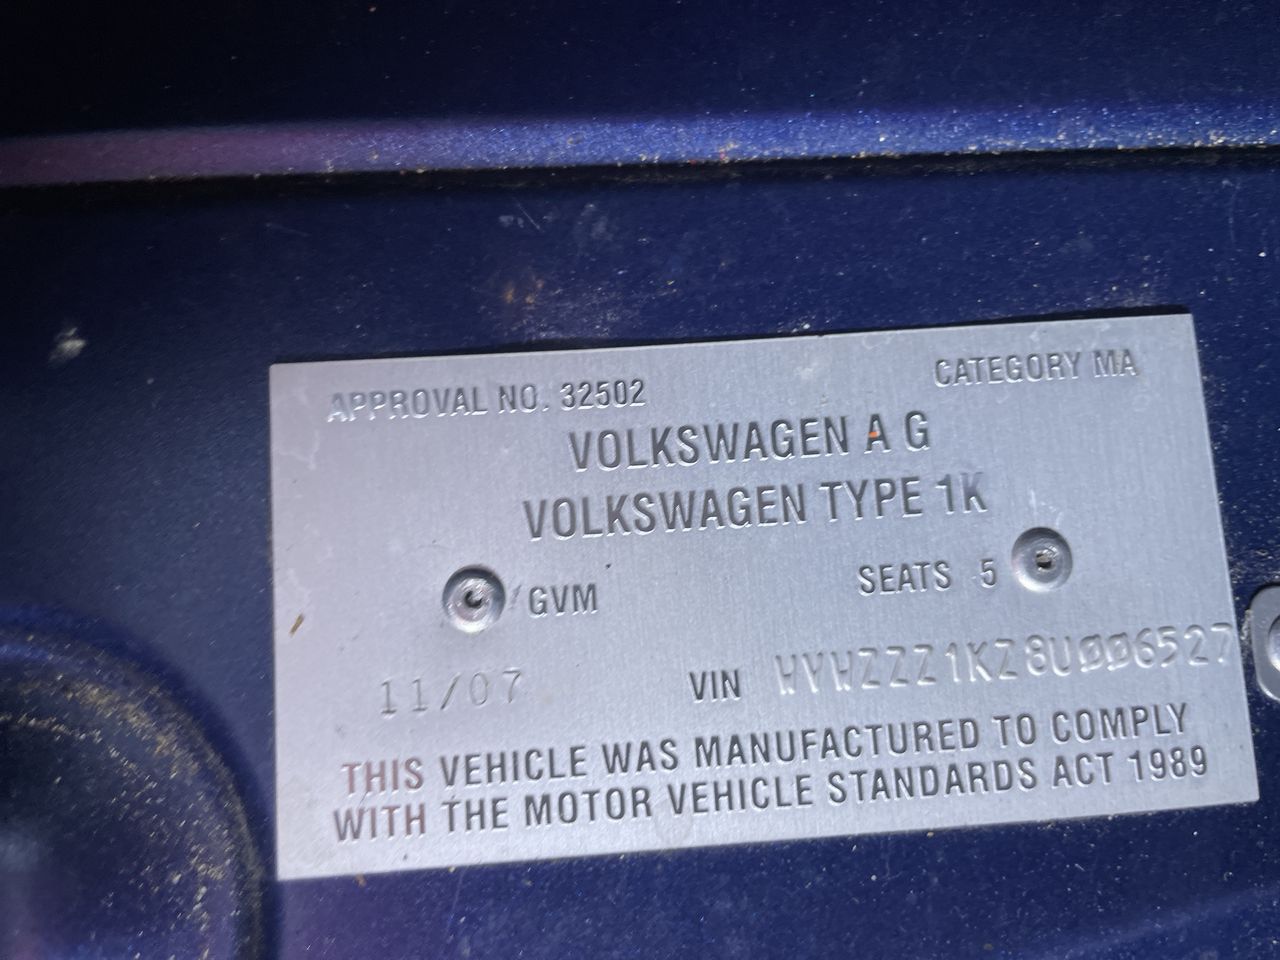 APPROVAL NO. 32502 CATEGORY MA
VOLKSWAGEN A G
VOLKSWAGEN TYPE 1K
GVM SEATS 5
11/07 VIN WVWZZZ1KZ8U006527
THIS VEHICLE WAS MANUFACTURED TO COMPLY
WITH THE MOTOR VEHICLE STANDARDS ACT 1989